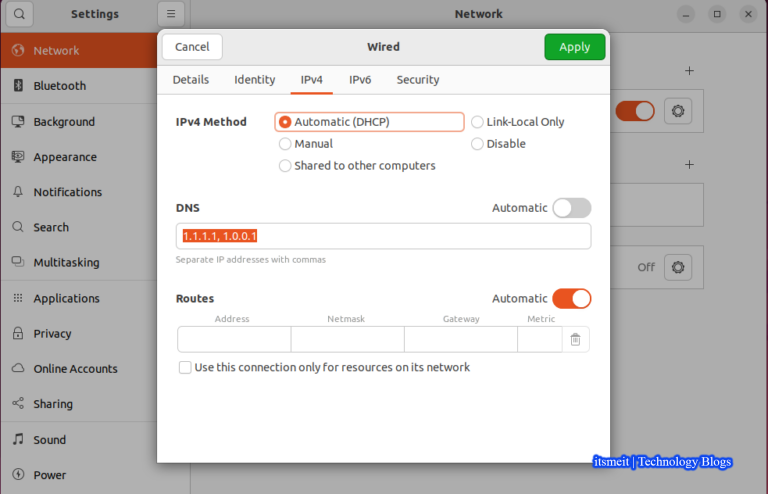 Settings
Network
Cancel
Wired
Apply
Network
Bluetooth
Background
Appearance
Notifications
Search
Multitasking
Applications
Privacy
Online Accounts
Sharing
Sound
Power
Details Identity IPv4 IPv6 Security
IPv4 Method
Automatic (DHCP)
Link-Local Only
Manual
Disable
Shared to other computers
DNS
Automatic
1.1.1.1, 1.0.0.1
Separate IP addresses with commas
Routes
Automatic
Address Netmask Gateway Metric
Use this connection only for resources on its network
Off
itsmeit | Technology Blogs